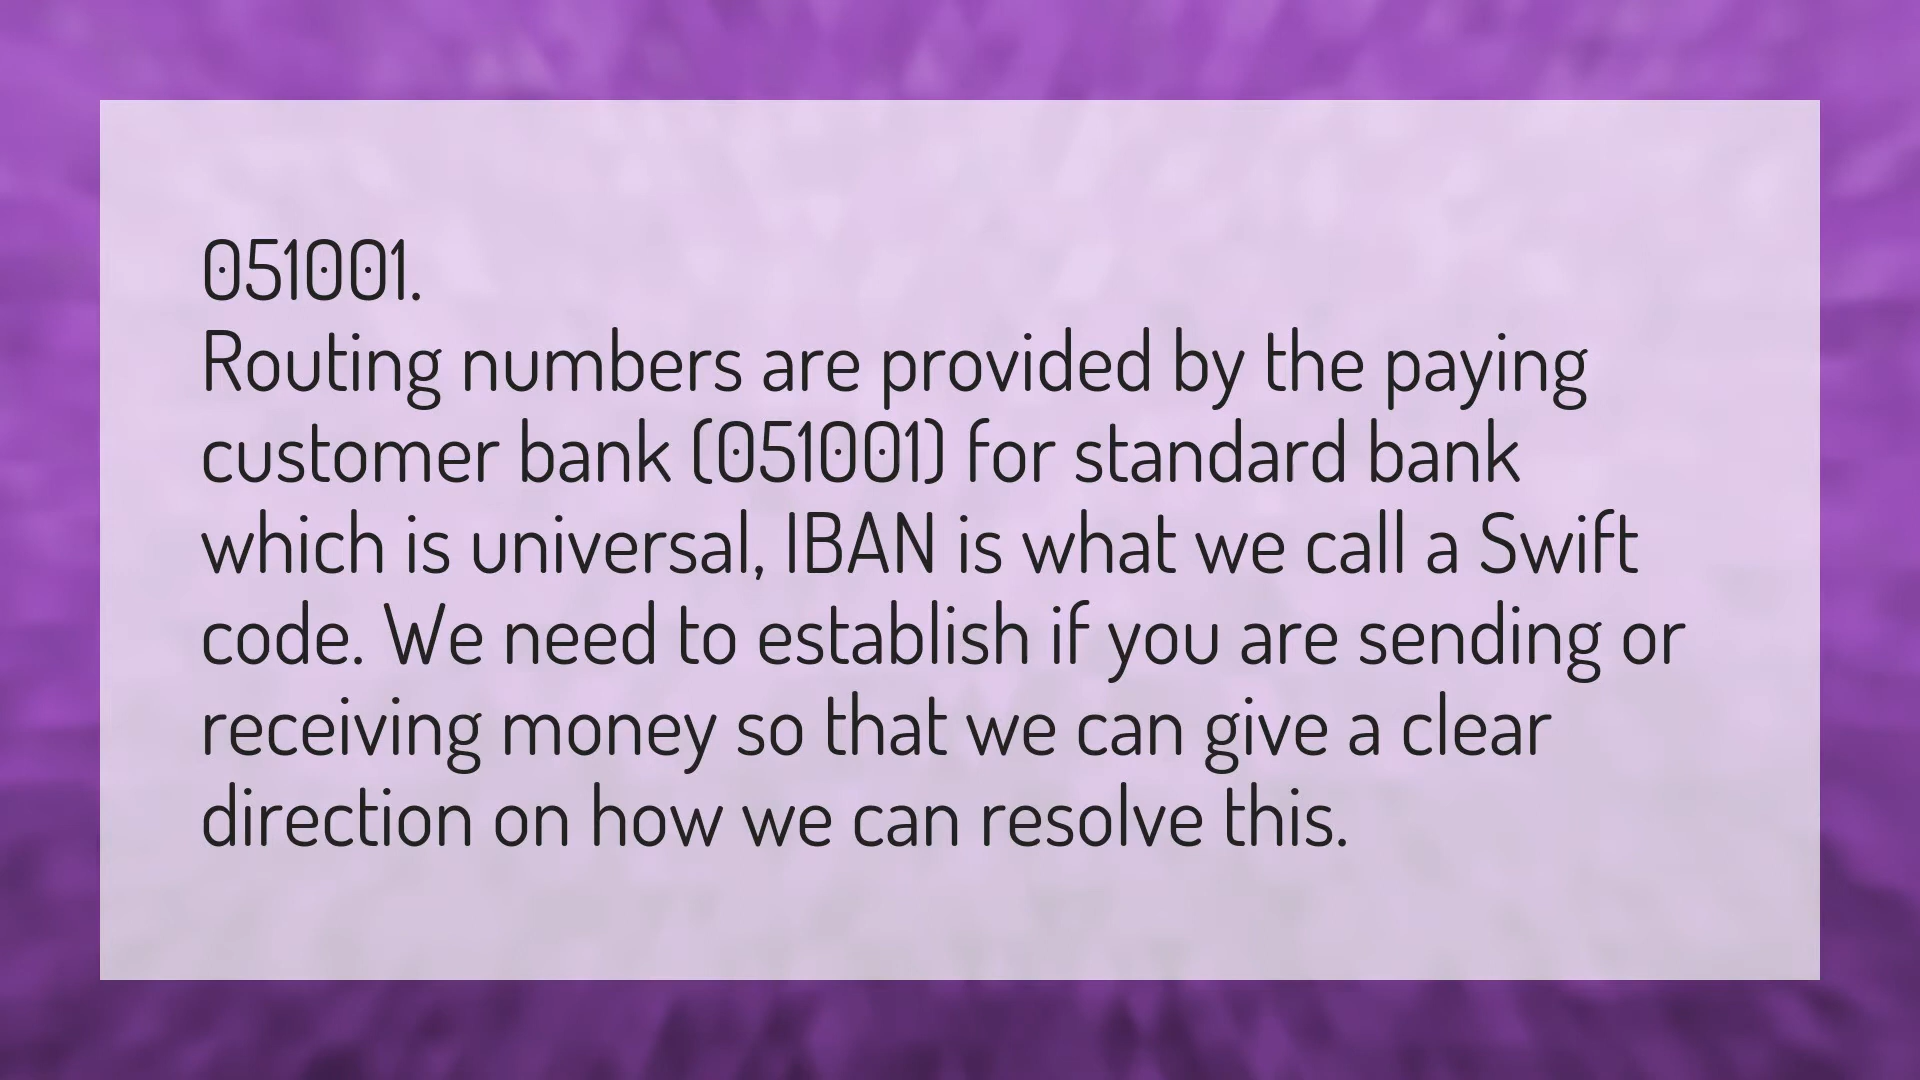 051001.
Routing numbers are provided by the paying
customer bank (051001) for standard bank
which is universal, IBAN is what we call a Swift
code. We need to establish if you are sending or
receiving money so that we can give a clear
direction on how we can resolve this.